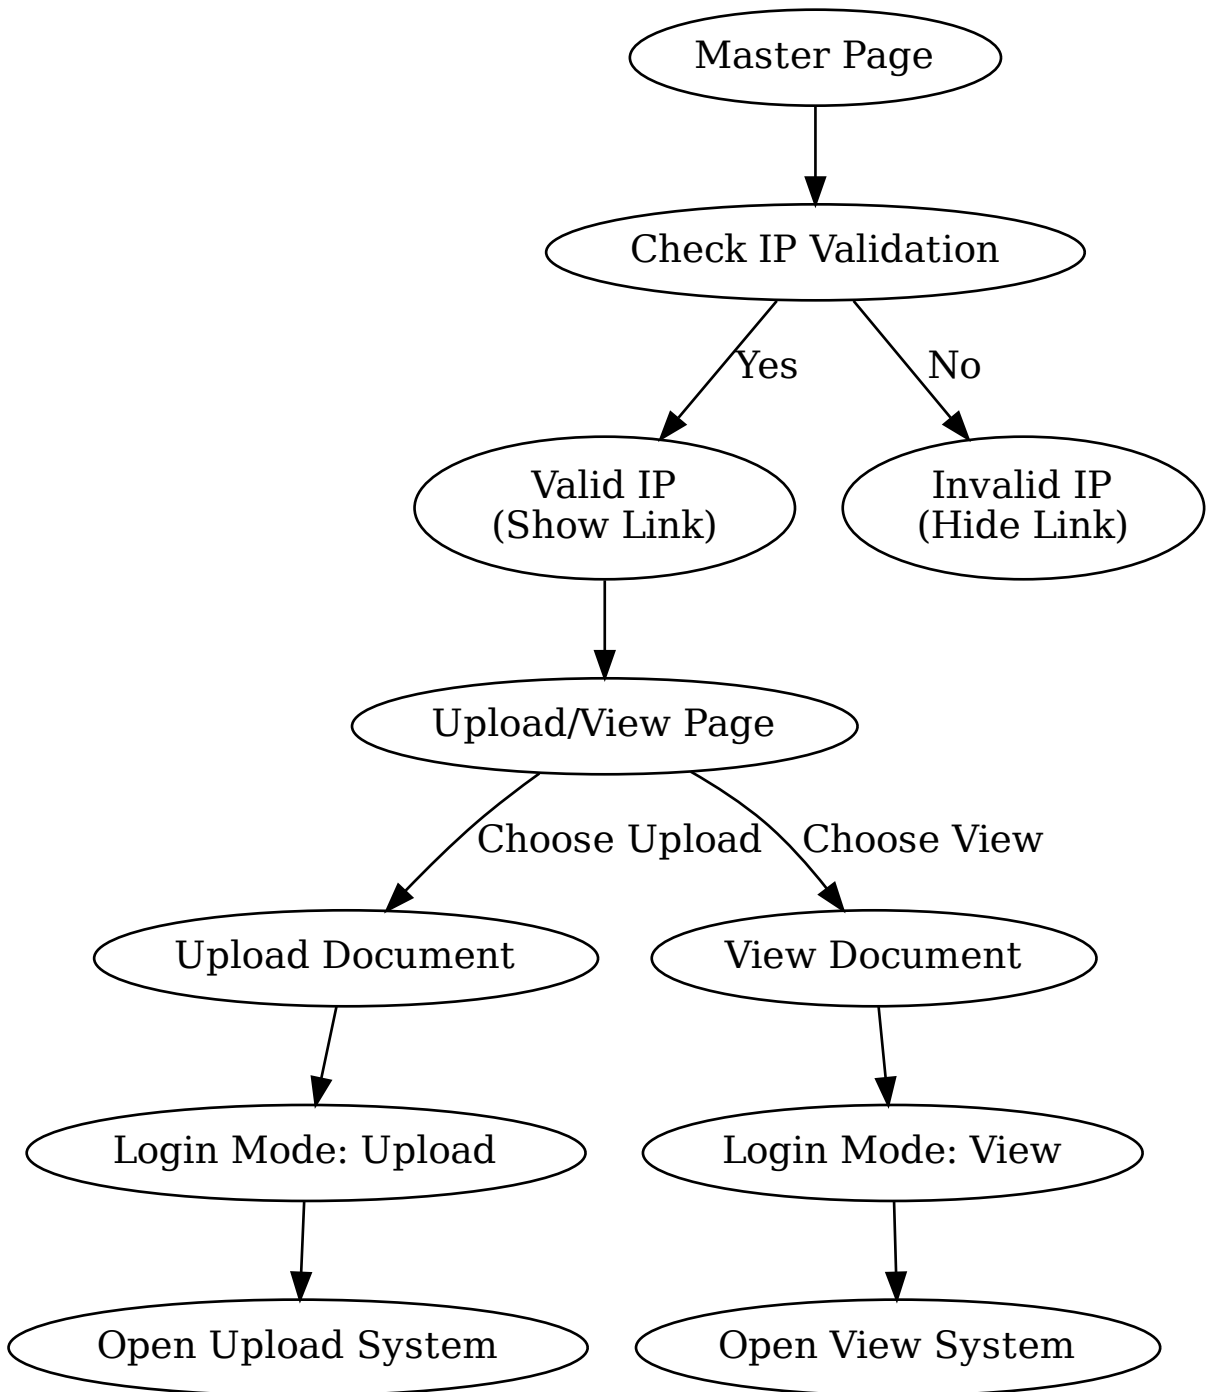 Master Page
Check IP Validation
Yes
No
Valid IP
(Show Link)
Invalid IP
(Hide Link)
Upload/View Page
Choose Upload
Choose View
Upload Document
View Document
Login Mode: Upload
Login Mode: View
Open Upload System
Open View System